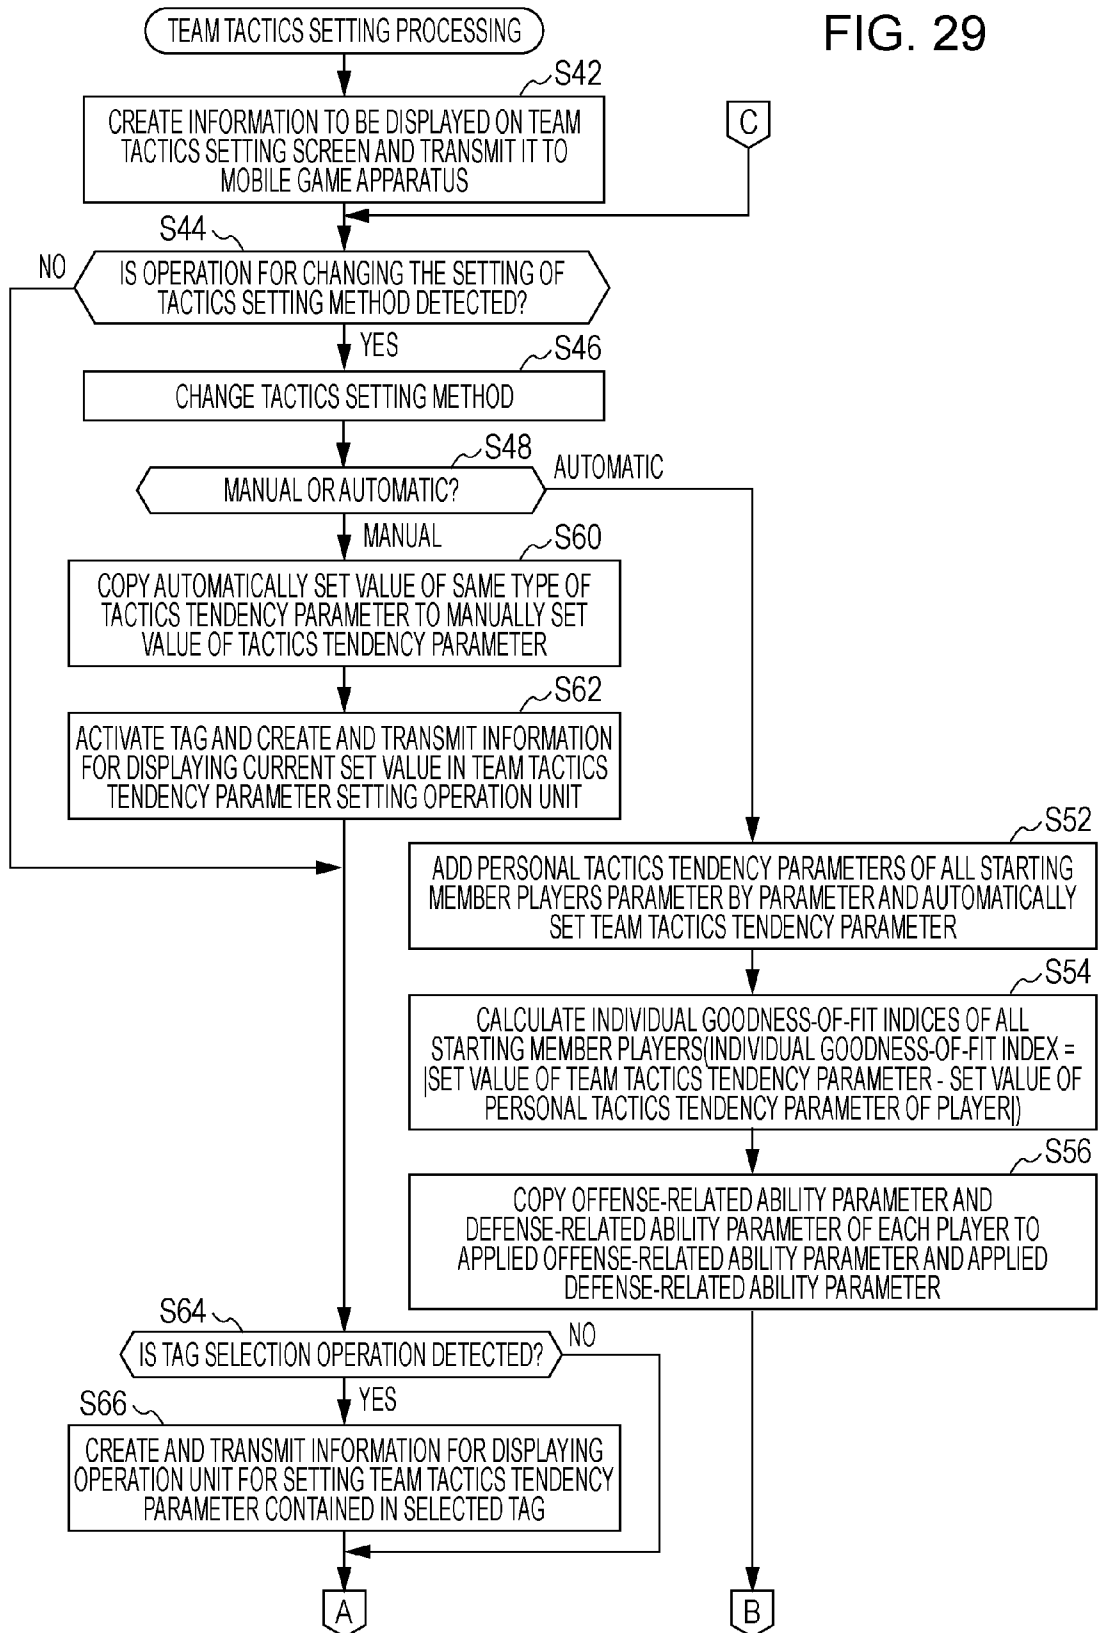 FIG. 29
TEAM TACTICS SETTING PROCESSING
S42
CREATE INFORMATION TO BE DISPLAYED ON TEAM
TACTICS SETTING SCREEN AND TRANSMIT IT TO
MOBILE GAME APPARATUS
C
S44
NO
IS OPERATION FOR CHANGING THE SETTING OF
TACTICS SETTING METHOD DETECTED?
YES
S46
CHANGE TACTICS SETTING METHOD
S48
AUTOMATIC
MANUAL OR AUTOMATIC?
MANUAL
S60
COPY AUTOMATICALLY SET VALUE OF SAME TYPE OF
TACTICS TENDENCY PARAMETER TO MANUALLY SET
VALUE OF TACTICS TENDENCY PARAMETER
S62
ACTIVATE TAG AND CREATE AND TRANSMIT INFORMATION
FOR DISPLAYING CURRENT SET VALUE IN TEAM TACTICS
TENDENCY PARAMETER SETTING OPERATION UNIT
S52
ADD PERSONAL TACTICS TENDENCY PARAMETERS OF ALL STARTING
MEMBER PLAYERS PARAMETER BY PARAMETER AND AUTOMATICALLY
SET TEAM TACTICS TENDENCY PARAMETER
S54
CALCULATE INDIVIDUAL GOODNESS-OF-FIT INDICES OF ALL
STARTING MEMBER PLAYERS(INDIVIDUAL GOODNESS-OF-FIT INDEX =
|SET VALUE OF TEAM TACTICS TENDENCY PARAMETER - SET VALUE OF
PERSONAL TACTICS TENDENCY PARAMETER OF PLAYER|)
S56
COPY OFFENSE-RELATED ABILITY PARAMETER AND
DEFENSE-RELATED ABILITY PARAMETER OF EACH PLAYER TO
APPLIED OFFENSE-RELATED ABILITY PARAMETER AND APPLIED
DEFENSE-RELATED ABILITY PARAMETER
S64
IS TAG SELECTION OPERATION DETECTED?
NO
YES
S66
CREATE AND TRANSMIT INFORMATION FOR DISPLAYING
OPERATION UNIT FOR SETTING TEAM TACTICS TENDENCY
PARAMETER CONTAINED IN SELECTED TAG
A
B